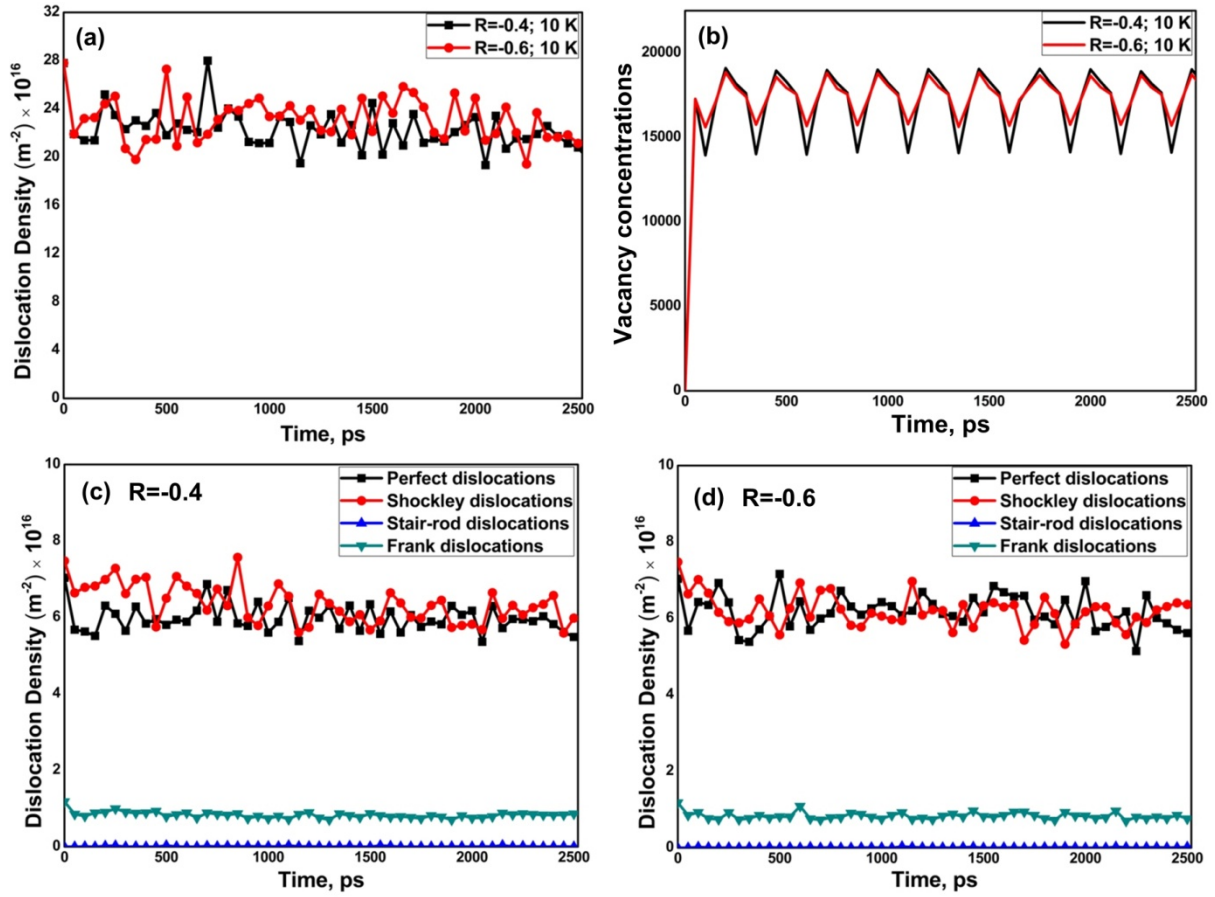 (a)
R=-0.4; 10 K
R=-0.6; 10 K
Dislocation Density (m⁻²) × 10¹⁶
32
28
24
20
16
12
8
4
0
0 500 1000 1500 2000 2500
Time, ps
(b)
R=-0.4; 10 K
R=-0.6; 10 K
Vacancy concentrations
20000
15000
10000
5000
0
0 500 1000 1500 2000 2500
Time, ps
(c) R=-0.4
Perfect dislocations
Shockley dislocations
Stair-rod dislocations
Frank dislocations
Dislocation Density (m⁻²) × 10¹⁶
10
8
6
4
2
0
0 500 1000 1500 2000 2500
Time, ps
(d) R=-0.6
Perfect dislocations
Shockley dislocations
Stair-rod dislocations
Frank dislocations
Dislocation Density (m⁻²) × 10¹⁶
10
8
6
4
2
0
0 500 1000 1500 2000 2500
Time, ps